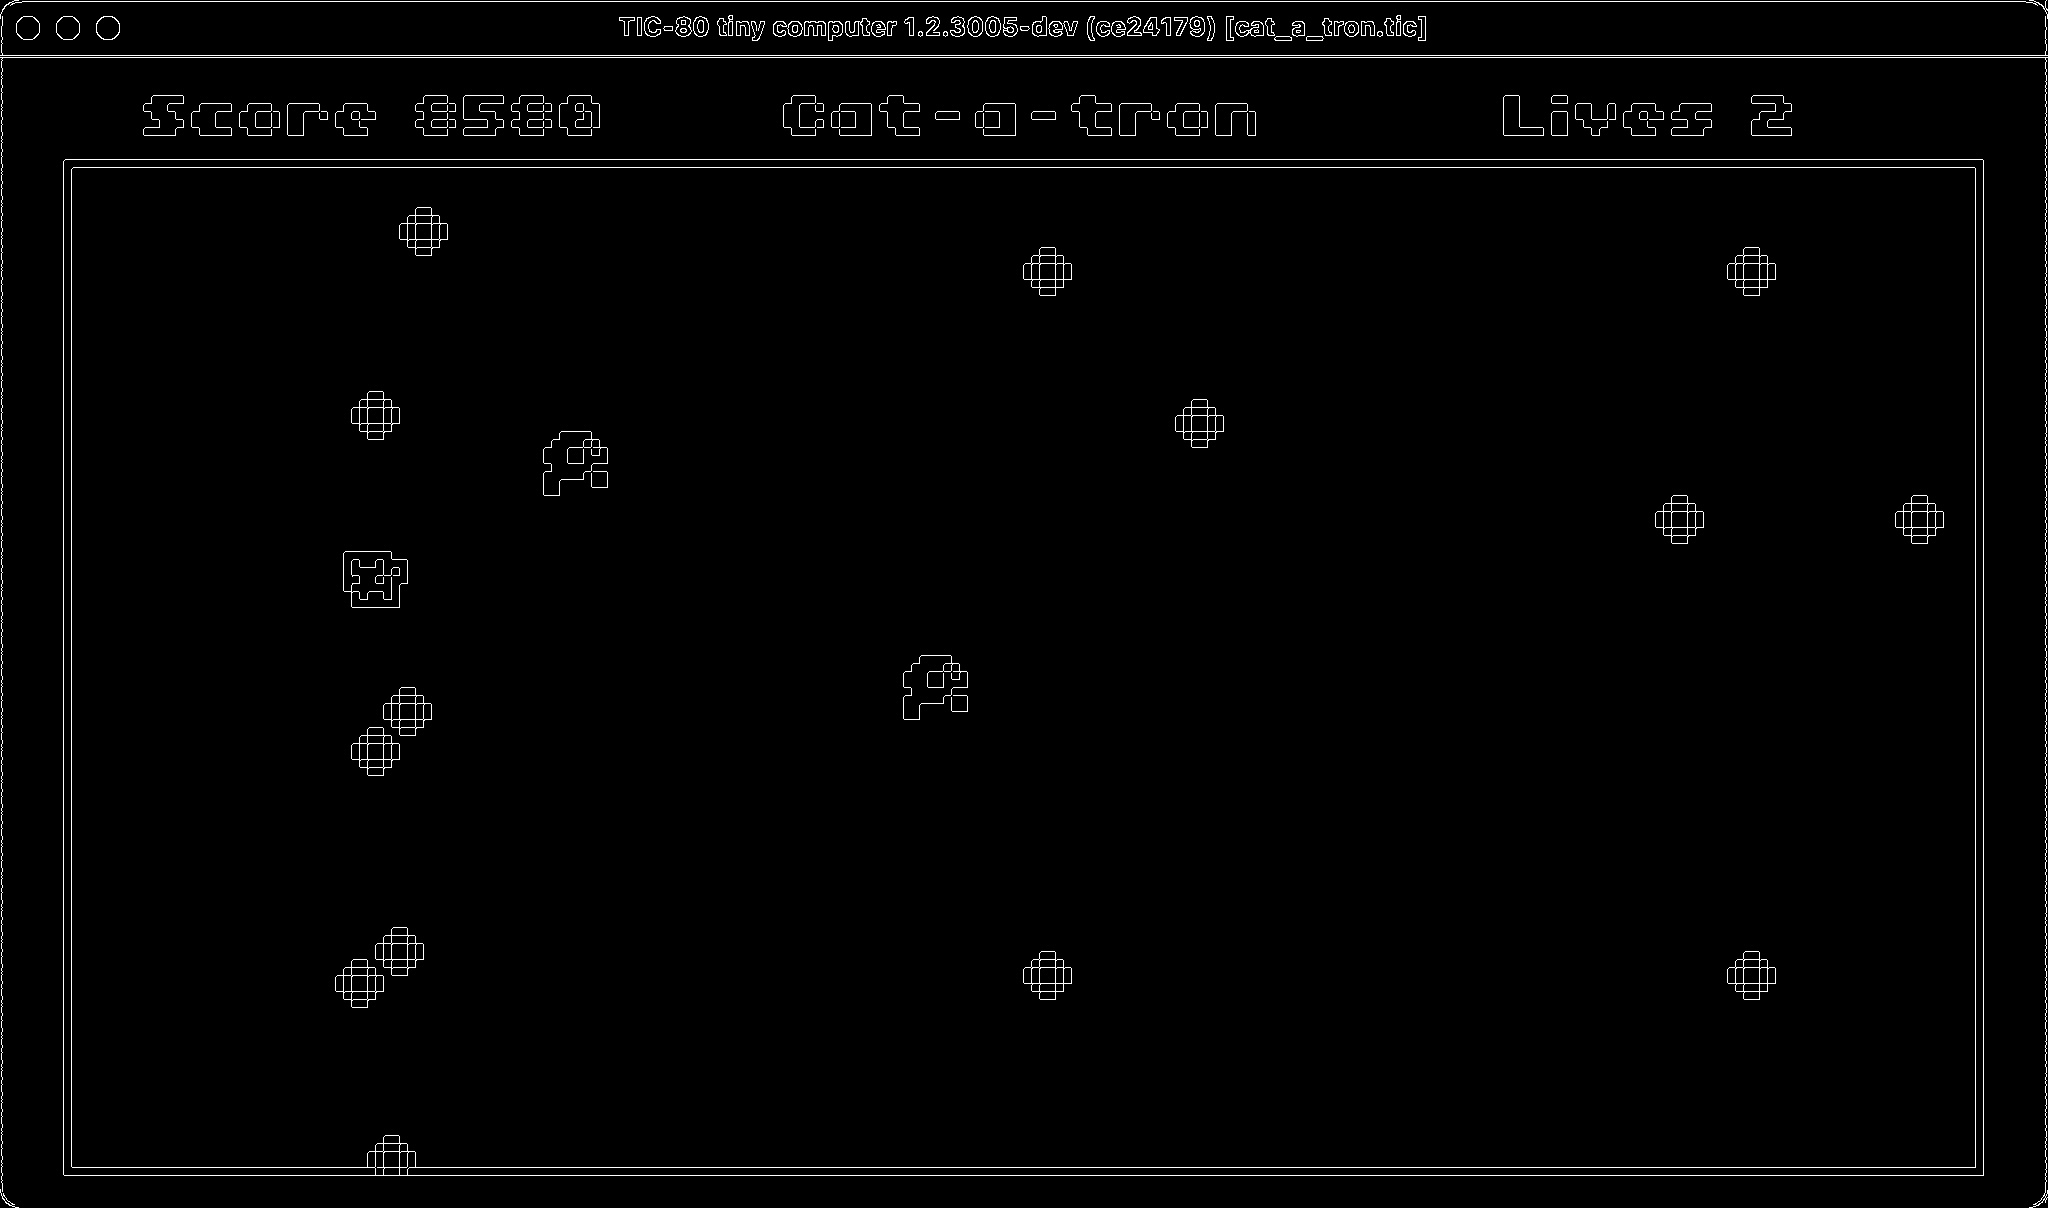 TIC-80 tiny computer 1.2.3005-dev (ce24179) [cat_a_tron.tic]
Score 8580 Cat-a-tron Lives 2